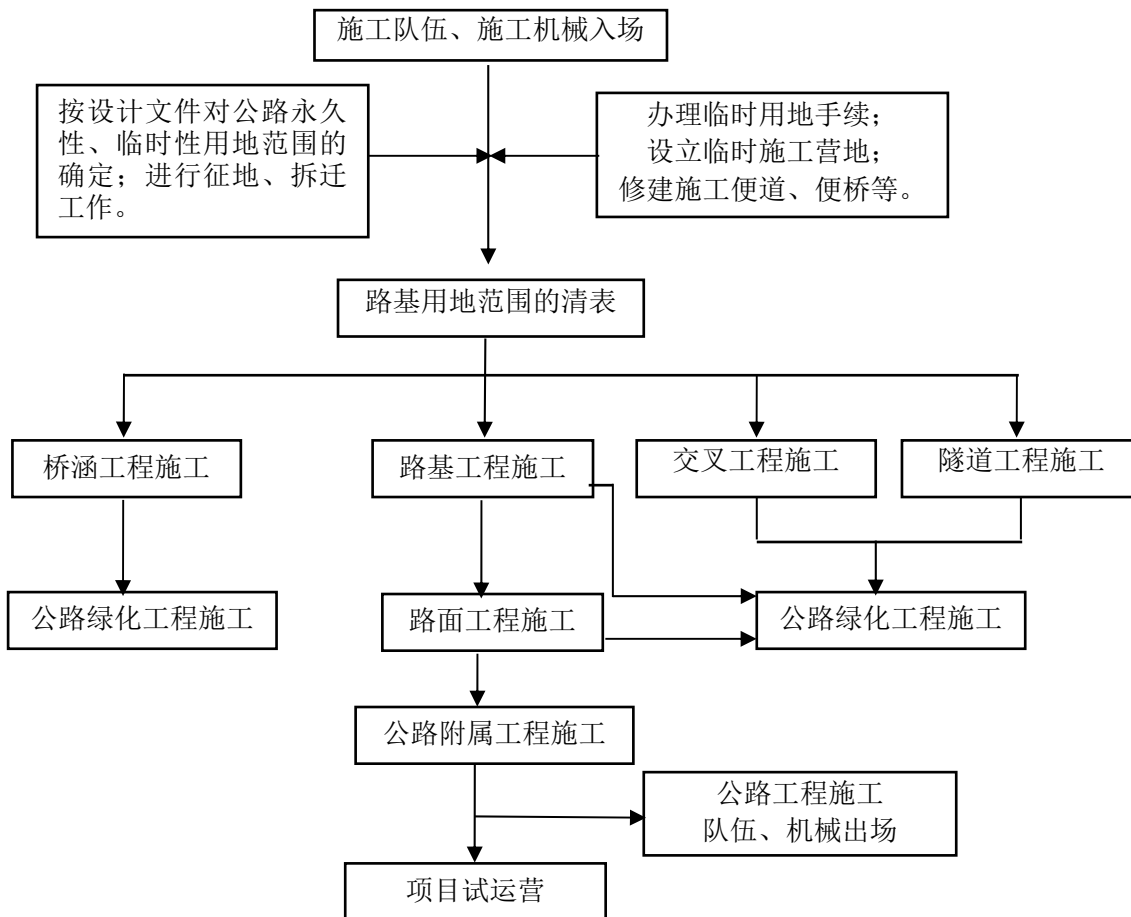 施工队伍、施工机械入场
按设计文件对公路永久
性、临时性用地范围的
确定；进行征地、拆迁
工作。
办理临时用地手续；
设立临时施工营地；
修建施工便道、便桥等。
路基用地范围的清表
桥涵工程施工
路基工程施工
交叉工程施工
隧道工程施工
公路绿化工程施工
路面工程施工
公路绿化工程施工
公路附属工程施工
公路工程施工
队伍、机械出场
项目试运营